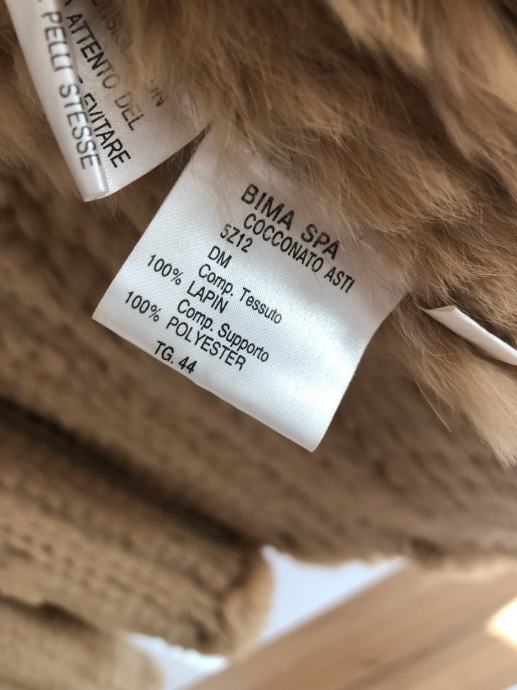 ATTENTO DEL
EVITARE
PELLI STESSE
BIMA SPA
COCCONATO ASTI
5Z12
DM
Comp. Tessuto
100% LAPIN
Comp. Supporto
100% POLYESTER
TG. 44